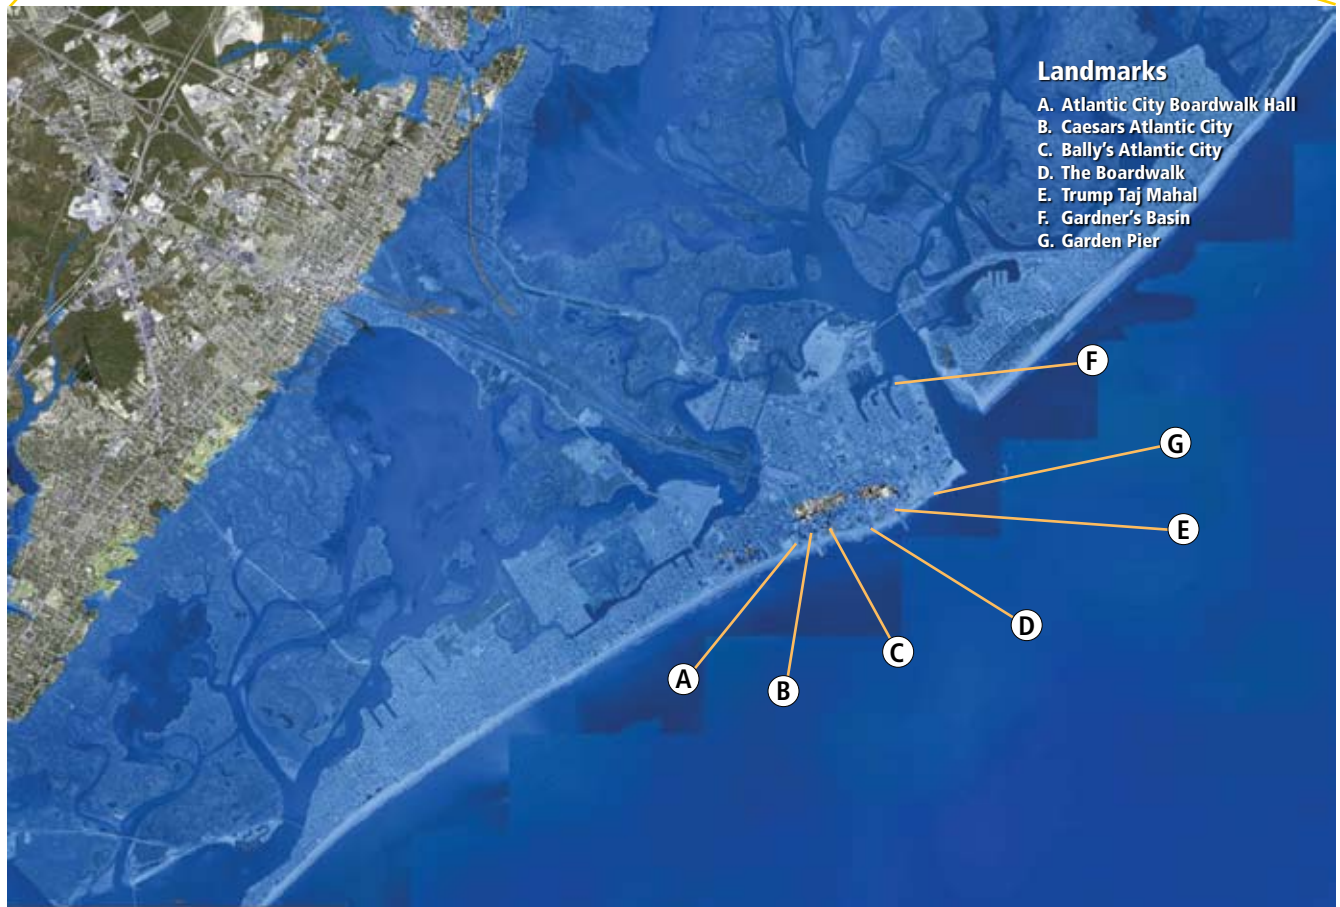 Landmarks
A. Atlantic City Boardwalk Hall
B. Caesars Atlantic City
C. Bally's Atlantic City
D. The Boardwalk
E. Trump Taj Mahal
F. Gardner's Basin
G. Garden Pier
F
G
E
D
C
A
B